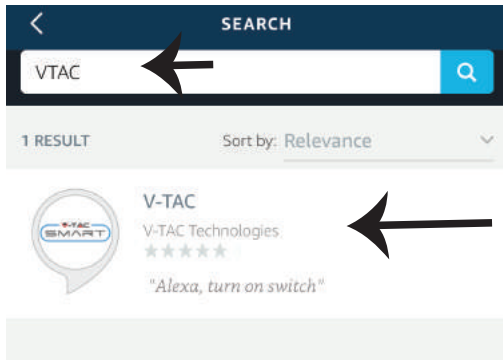 SEARCH
VTAC
1 RESULT Sort by: Relevance
V-TAC
V-TAC SMART
V-TAC Technologies
"Alexa, turn on switch"